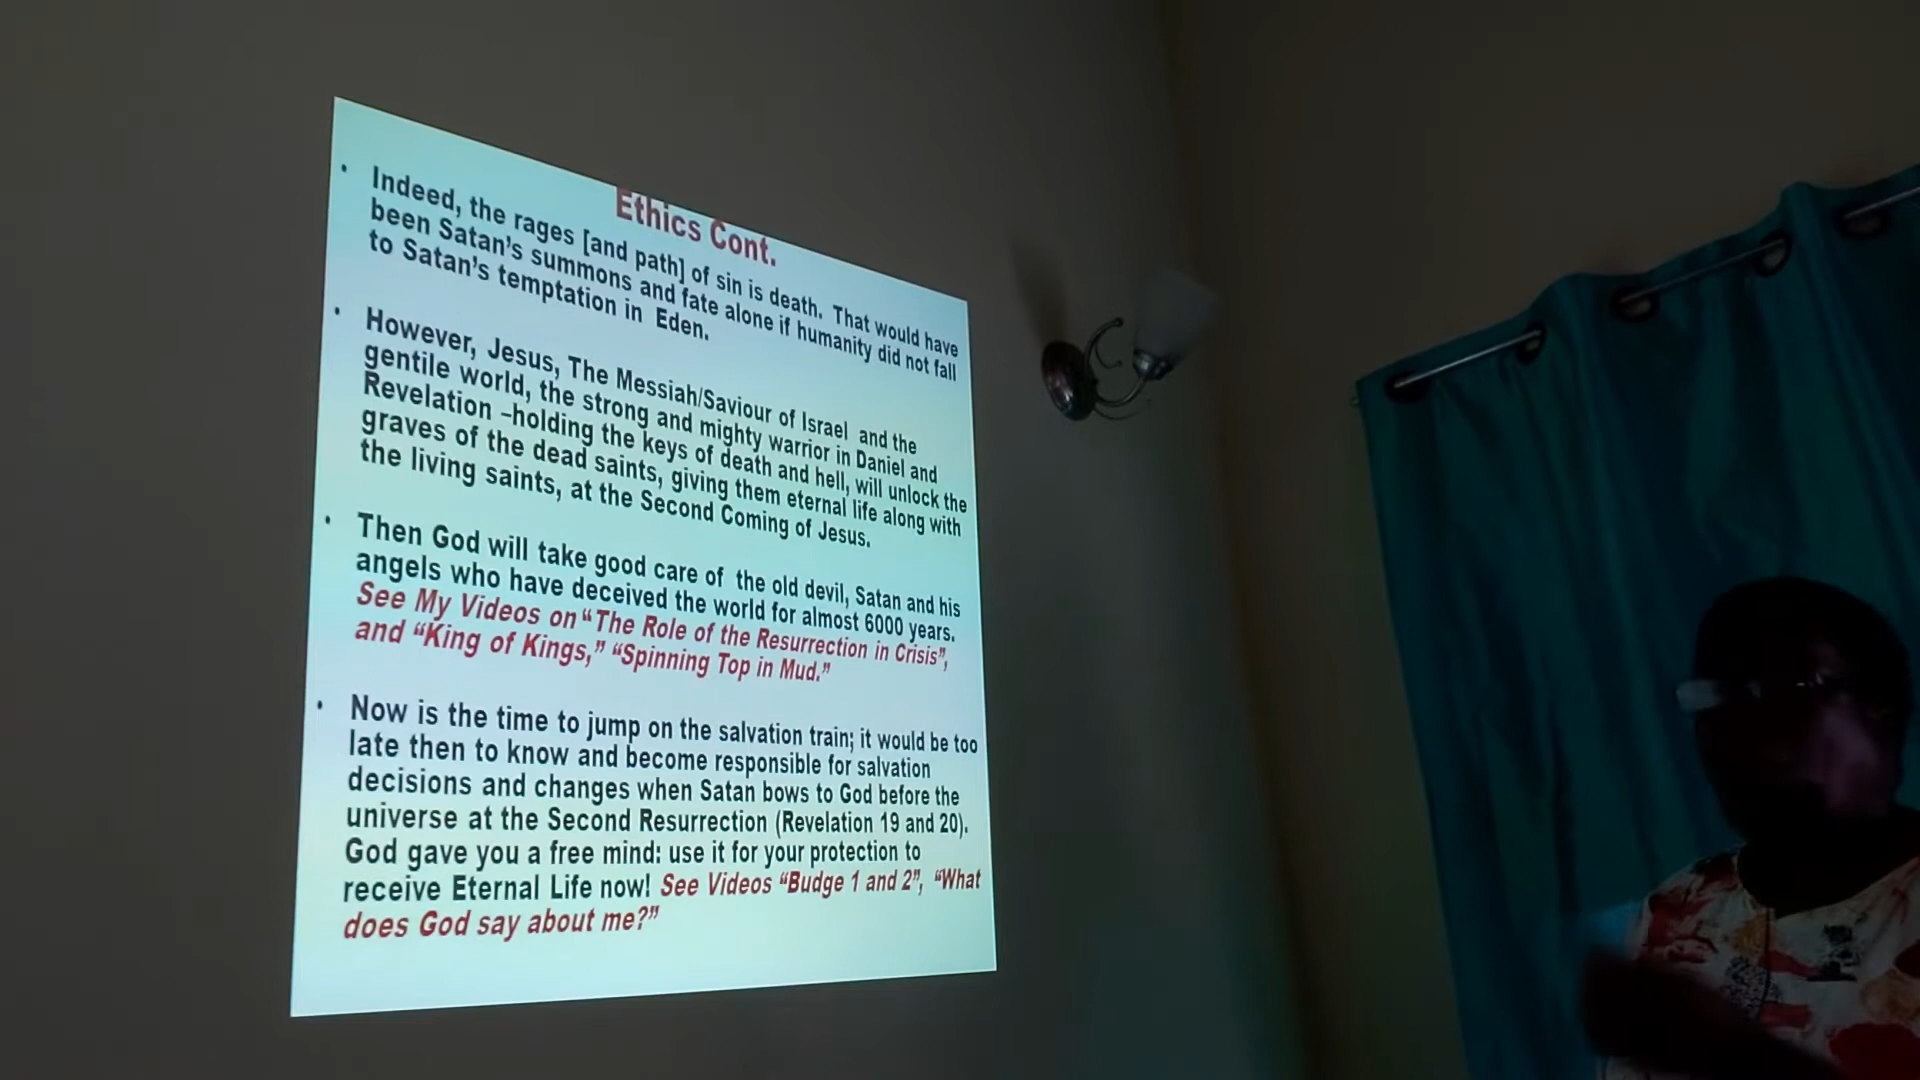 Ethics Cont.
• Indeed, the rages [and path] of sin is death. That would have
been Satan's summons and fate alone if humanity did not fall
to Satan's temptation in Eden.
• However, Jesus, The Messiah/Saviour of Israel and the
gentile world, the strong and mighty warrior in Daniel and
Revelation –holding the keys of death and hell, will unlock the
graves of the dead saints, giving them eternal life along with
the living saints, at the Second Coming of Jesus.
• Then God will take good care of the old devil, Satan and his
angels who have deceived the world for almost 6000 years.
See My Videos on “The Role of the Resurrection in Crisis”,
and “King of Kings,” “Spinning Top in Mud.”
• Now is the time to jump on the salvation train; it would be too
late then to know and become responsible for salvation
decisions and changes when Satan bows to God before the
universe at the Second Resurrection (Revelation 19 and 20).
God gave you a free mind: use it for your protection to
receive Eternal Life now! See Videos “Budge 1 and 2”, “What
does God say about me?”